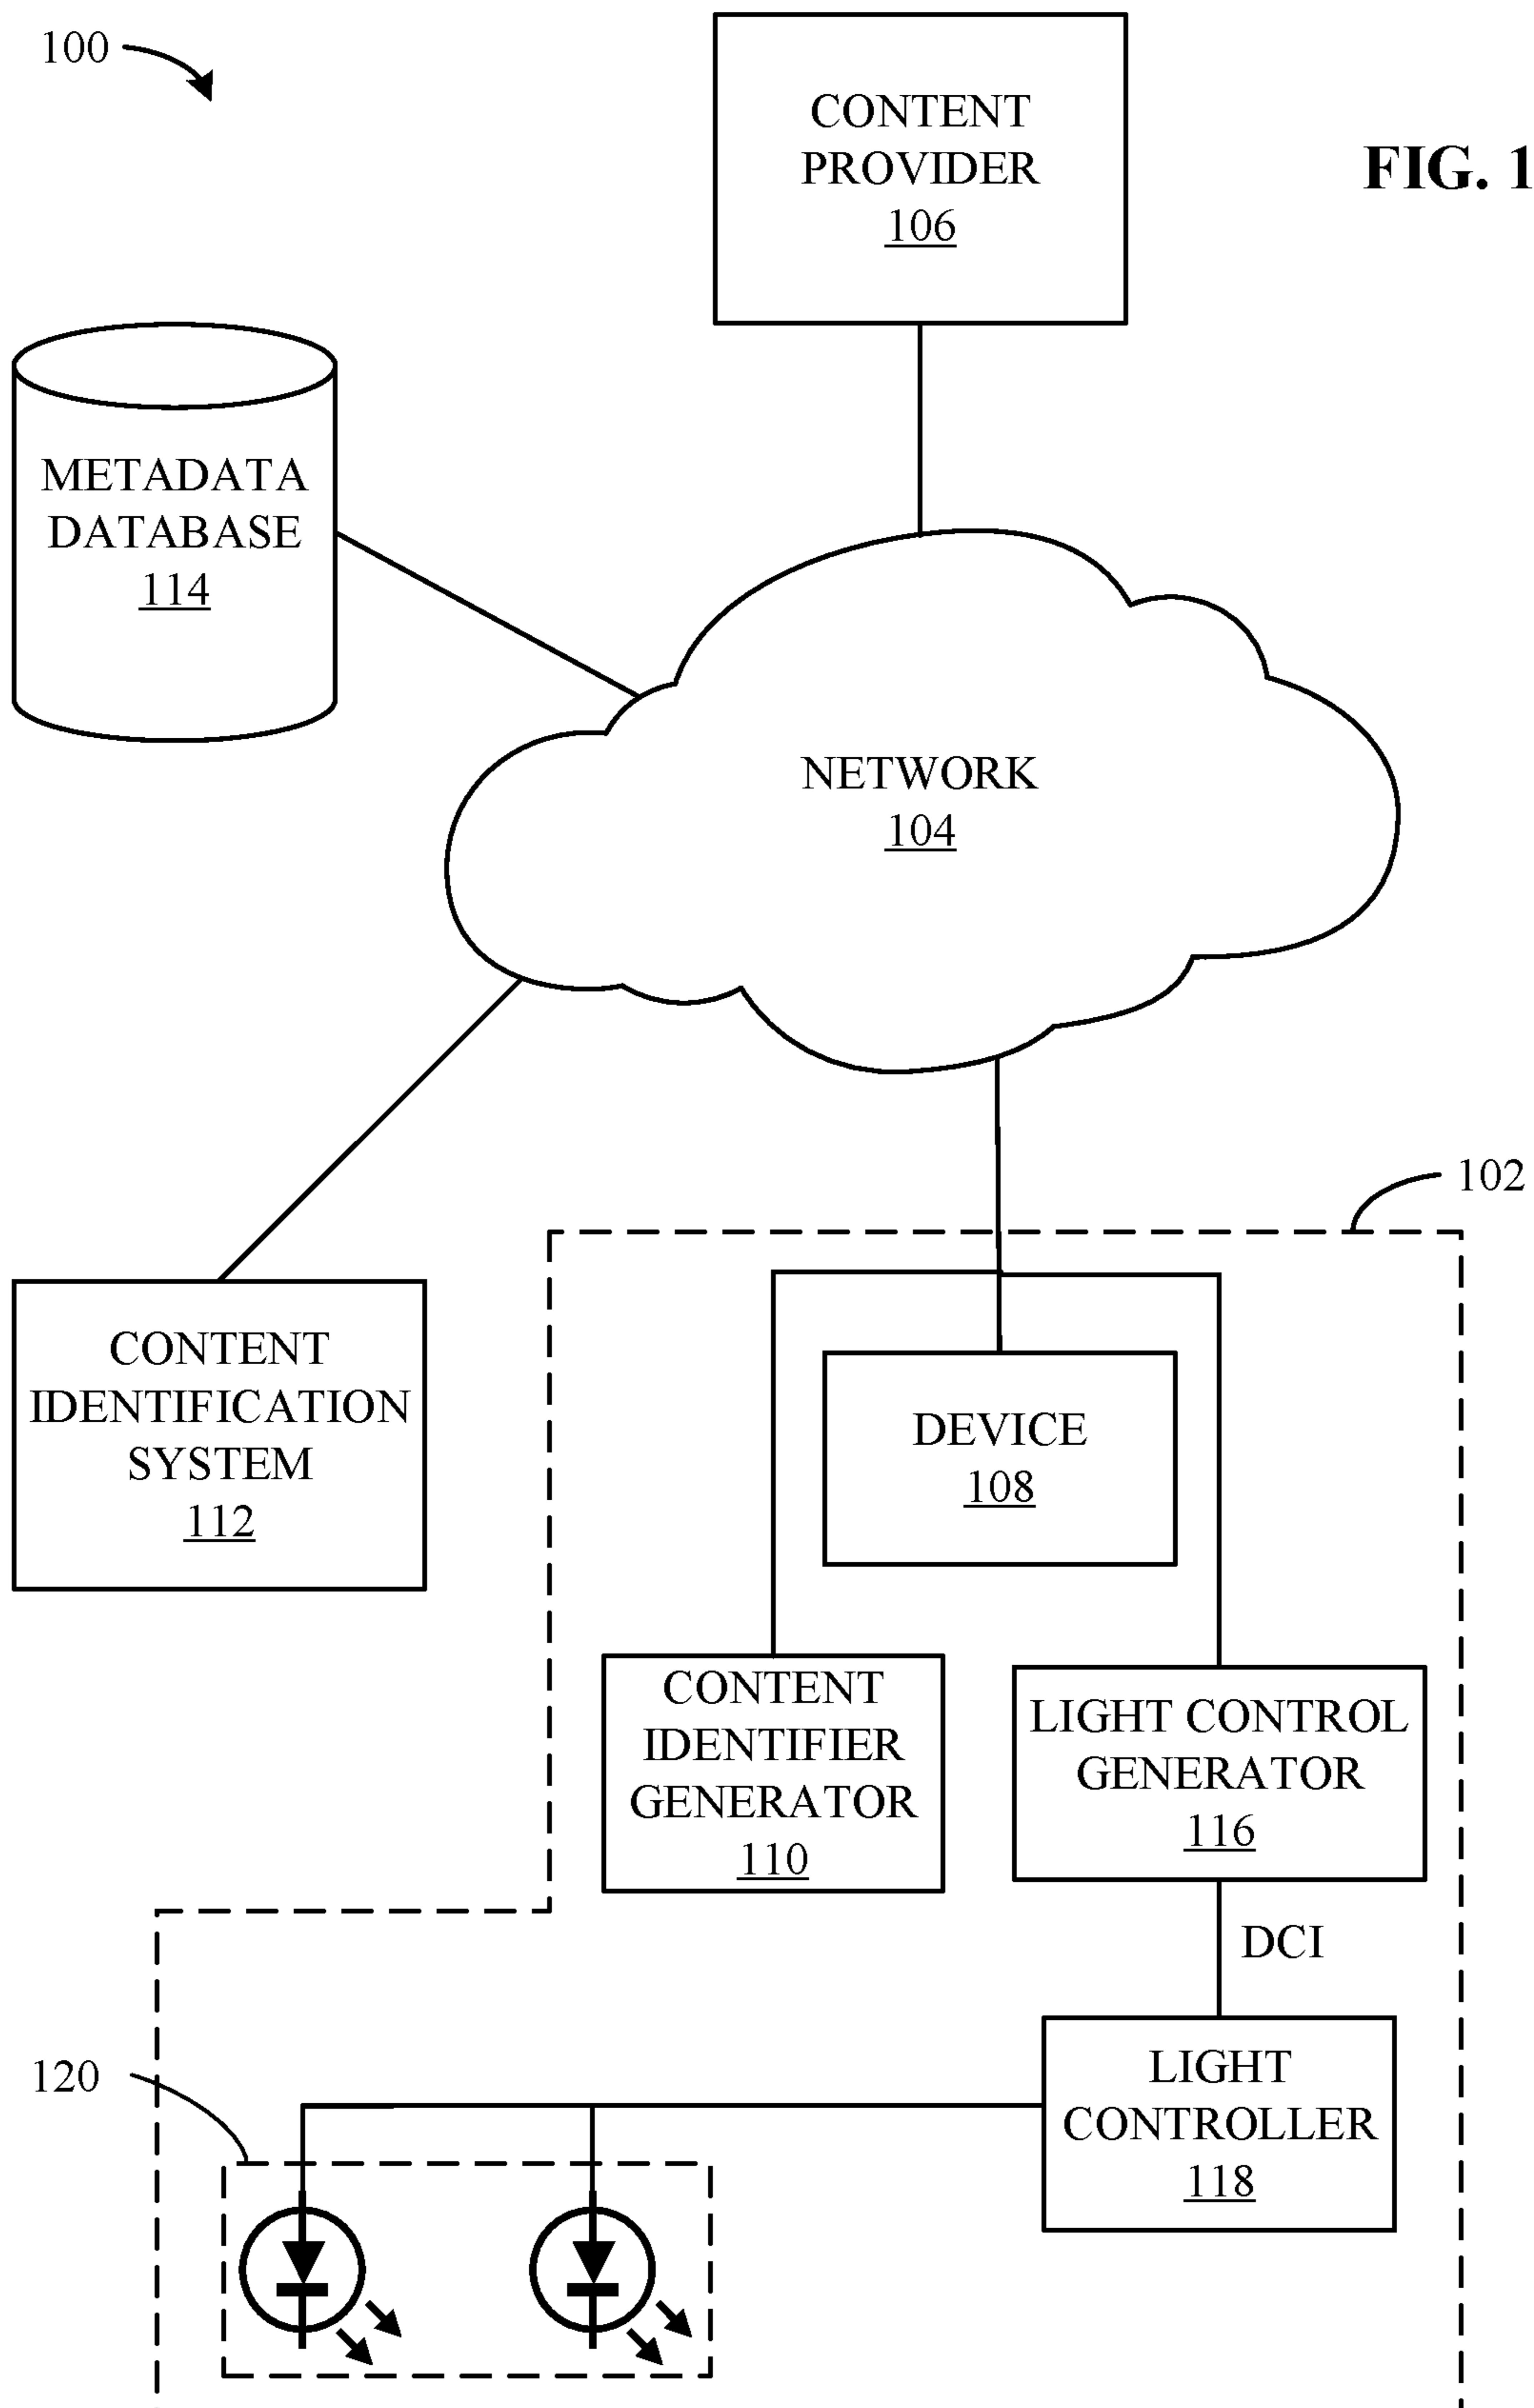 100
CONTENT
PROVIDER
106
FIG. 1
METADATA
DATABASE
114
NETWORK
104
102
CONTENT
IDENTIFICATION
SYSTEM
112
DEVICE
108
CONTENT
IDENTIFIER
GENERATOR
110
LIGHT CONTROL
GENERATOR
116
DCI
120
LIGHT
CONTROLLER
118